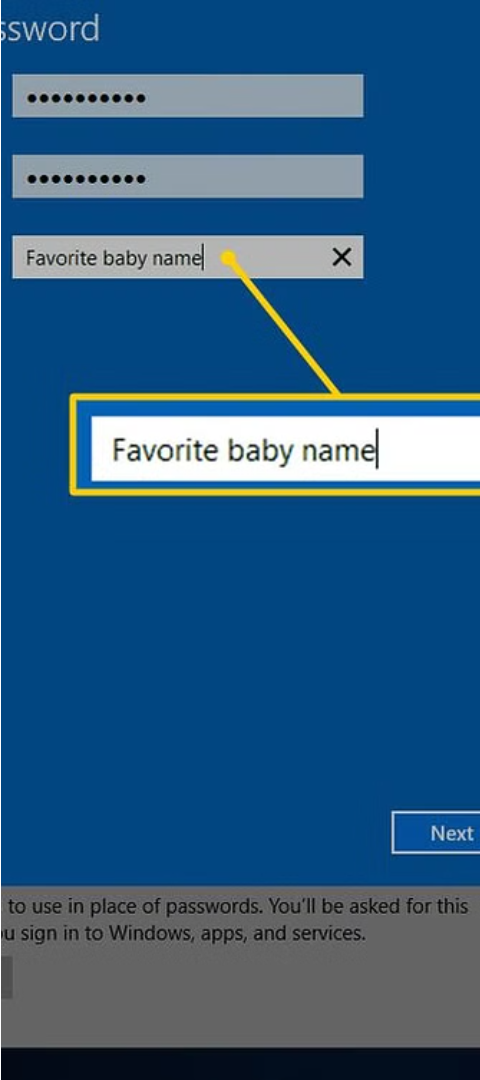 ssword
●●●●●●●●●●
●●●●●●●●●●
Favorite baby name
Favorite baby name
Next
to use in place of passwords. You'll be asked for this
u sign in to Windows, apps, and services.